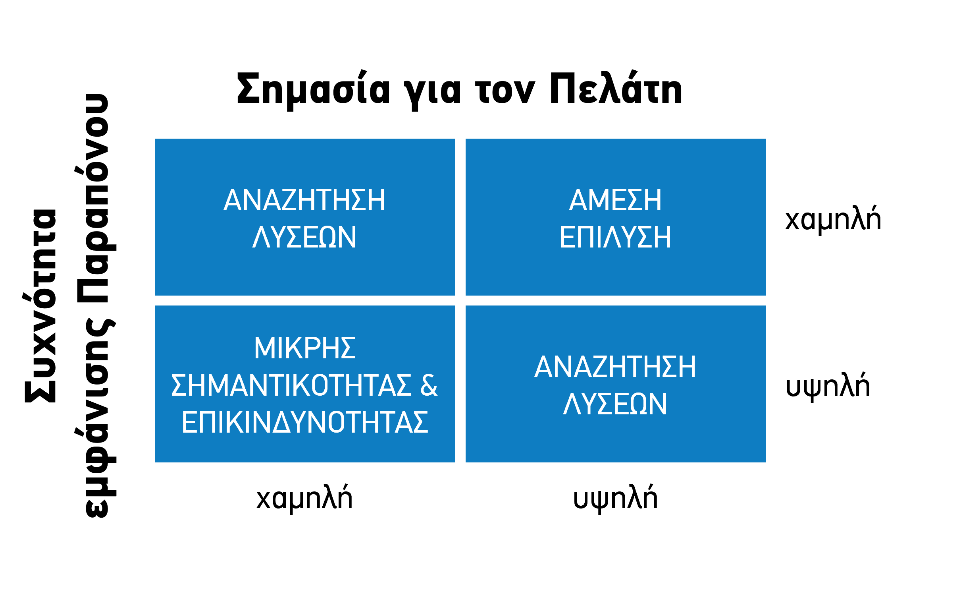 Σημασία για τον Πελάτη
Συχνότητα
εμφάνισης Παραπόνου
ΑΝΑΖΗΤΗΣΗ
ΛΥΣΕΩΝ
ΑΜΕΣΗ
ΕΠΙΛΥΣΗ
χαμηλή
ΜΙΚΡΗΣ
ΣΗΜΑΝΤΙΚΟΤΗΤΑΣ &
ΕΠΙΚΙΝΔΥΝΟΤΗΤΑΣ
ΑΝΑΖΗΤΗΣΗ
ΛΥΣΕΩΝ
υψηλή
χαμηλή
υψηλή